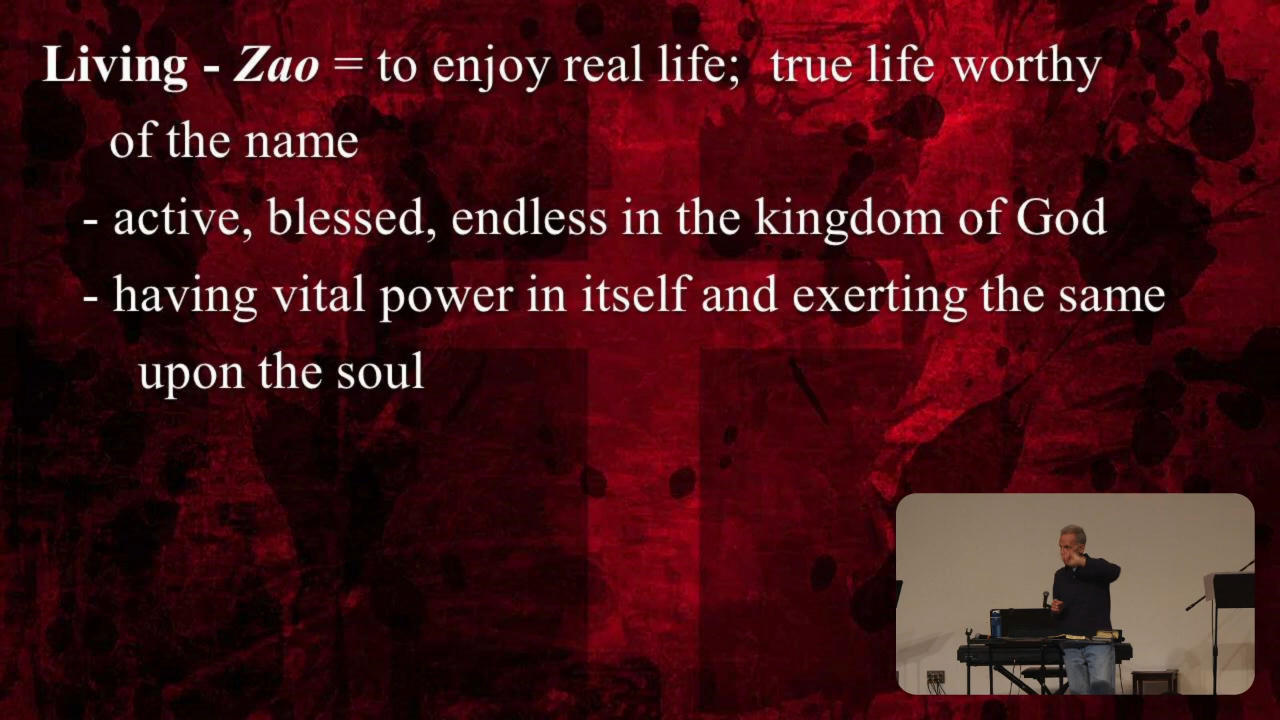 Living - Zao = to enjoy real life;  true life worthy
of the name
- active, blessed, endless in the kingdom of God
- having vital power in itself and exerting the same
upon the soul